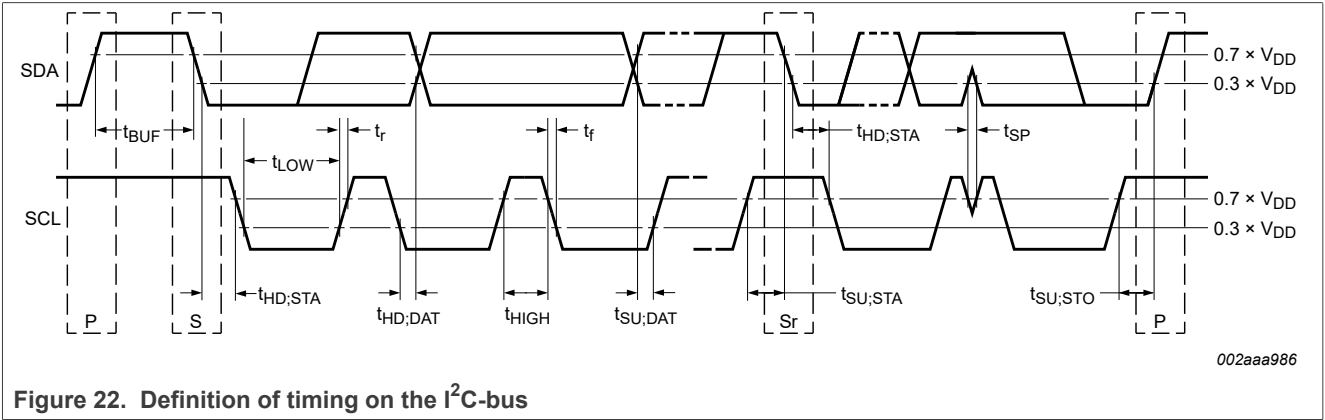 SDA
0.7 × VDD
0.3 × VDD
tBUF
tLOW
tr
tf
tHD;STA
tSP
SCL
0.7 × VDD
0.3 × VDD
tHD;STA
tHD;DAT
tHIGH
tSU;DAT
tSU;STA
tSU;STO
P
S
Sr
P
002aaa986
Figure 22. Definition of timing on the I²C-bus